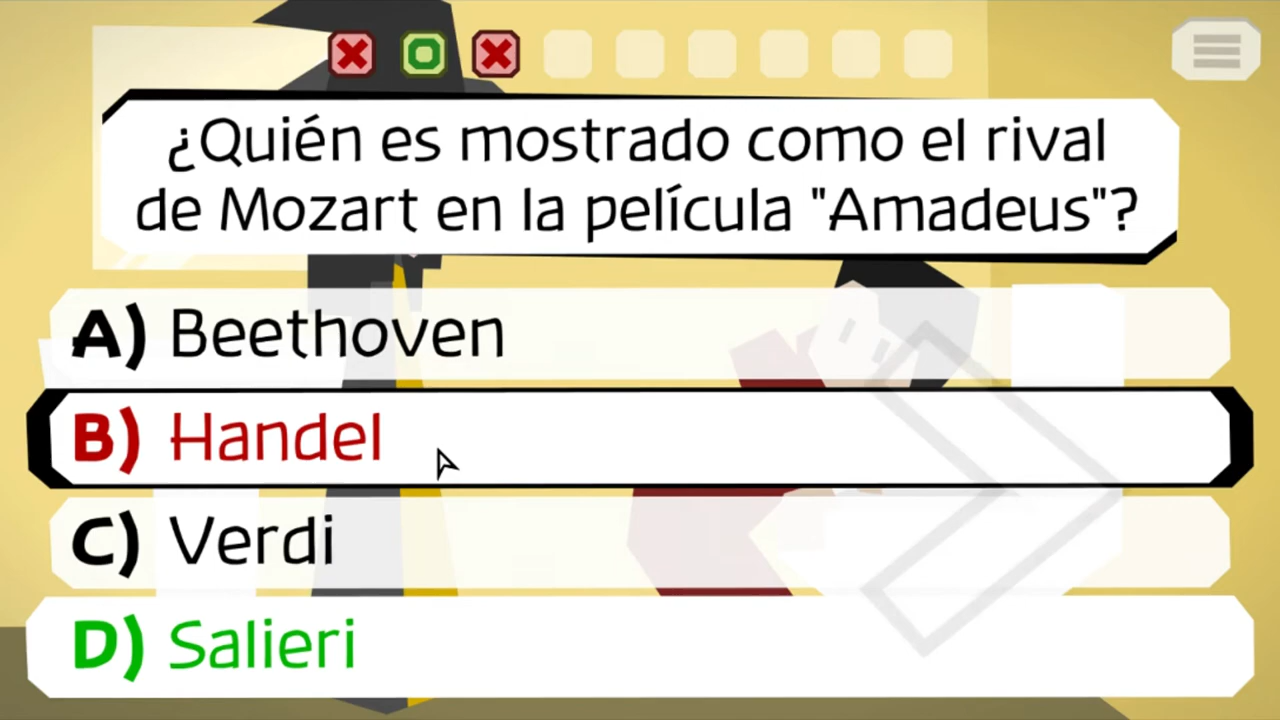 ¿Quién es mostrado como el rival
de Mozart en la película "Amadeus"?
A) Beethoven
B) Handel
C) Verdi
D) Salieri